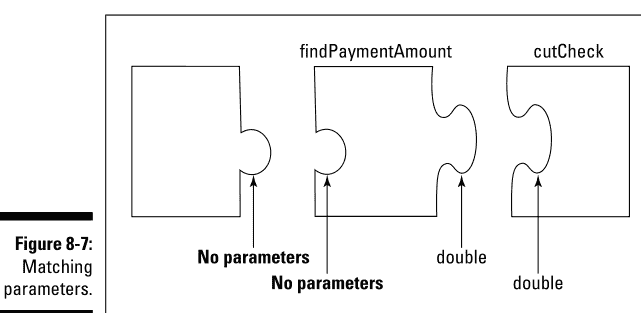 findPaymentAmount
cutCheck
No parameters
No parameters
double
double
Figure 8-7:
Matching
parameters.